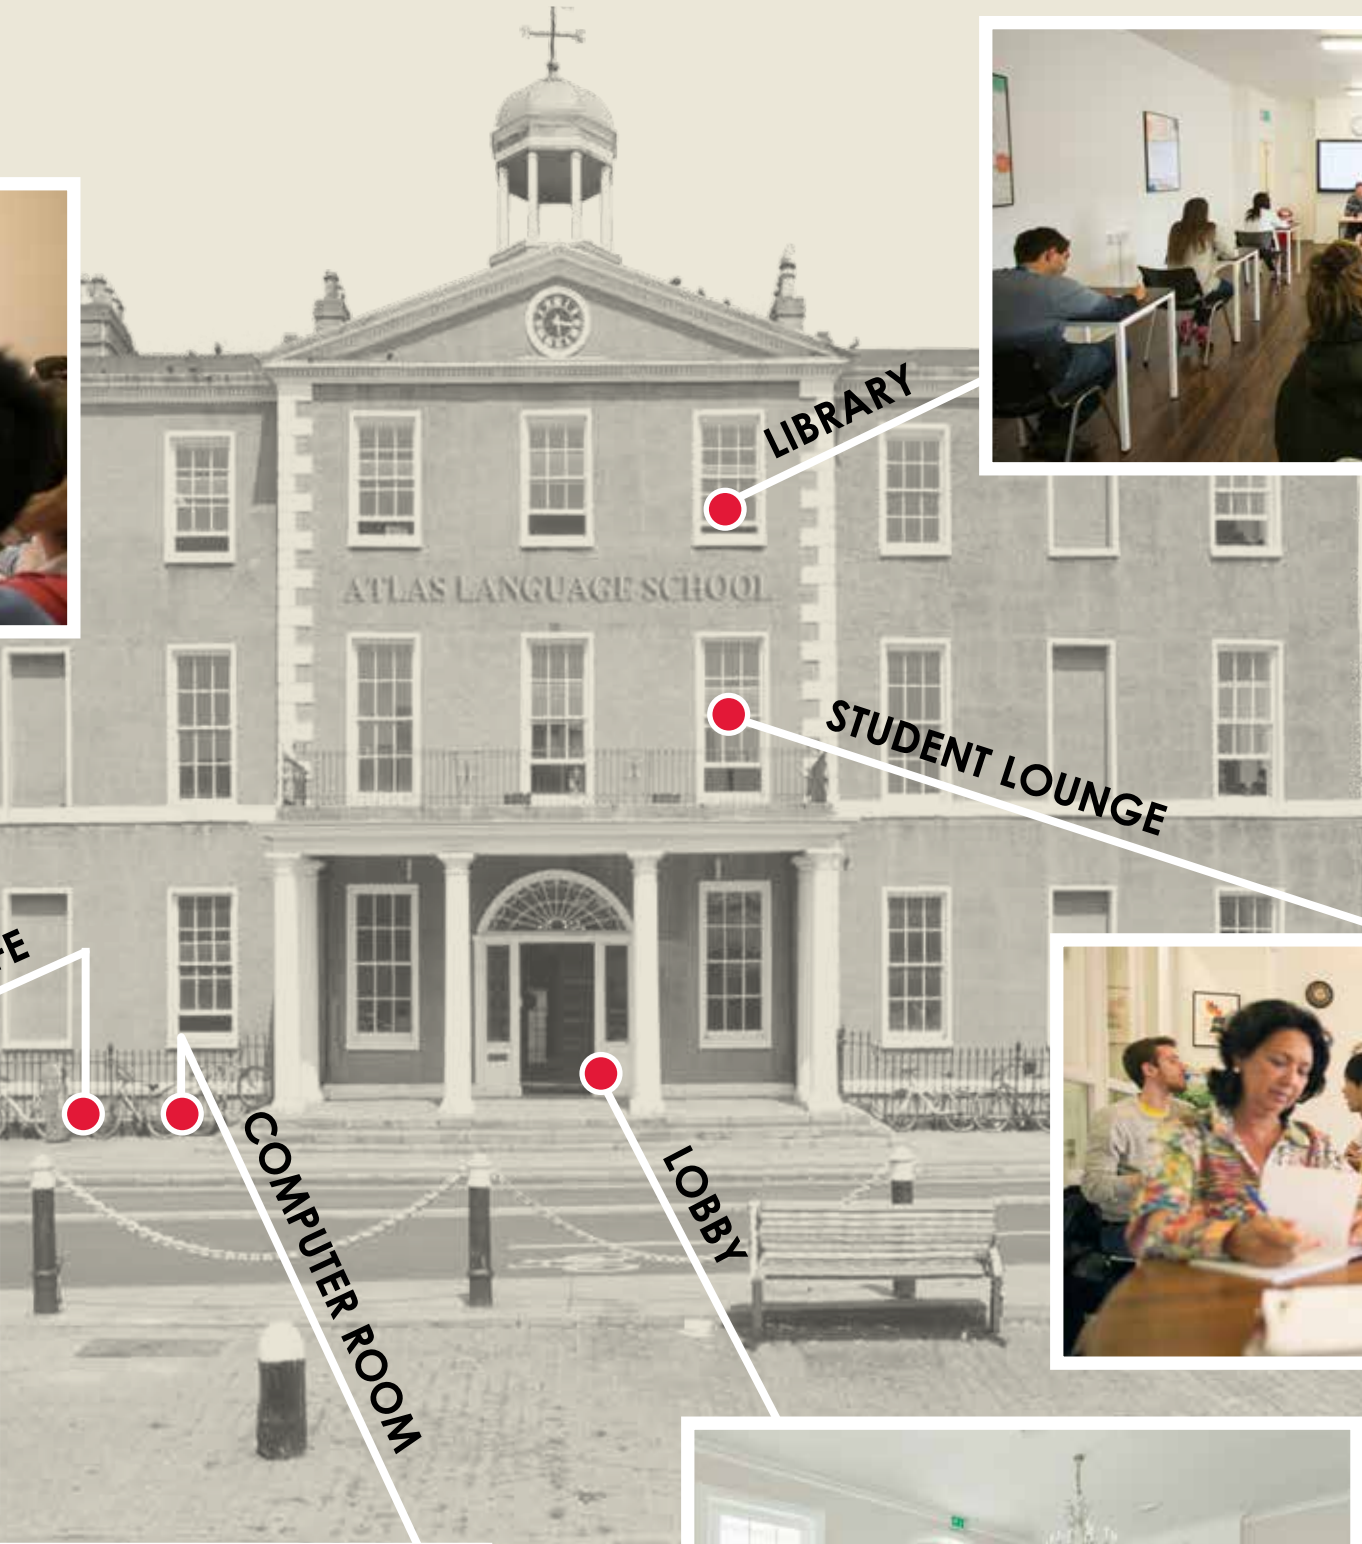 LIBRARY
ATLAS LANGUAGE SCHOOL
STUDENT LOUNGE
COMPUTER ROOM
LOBBY